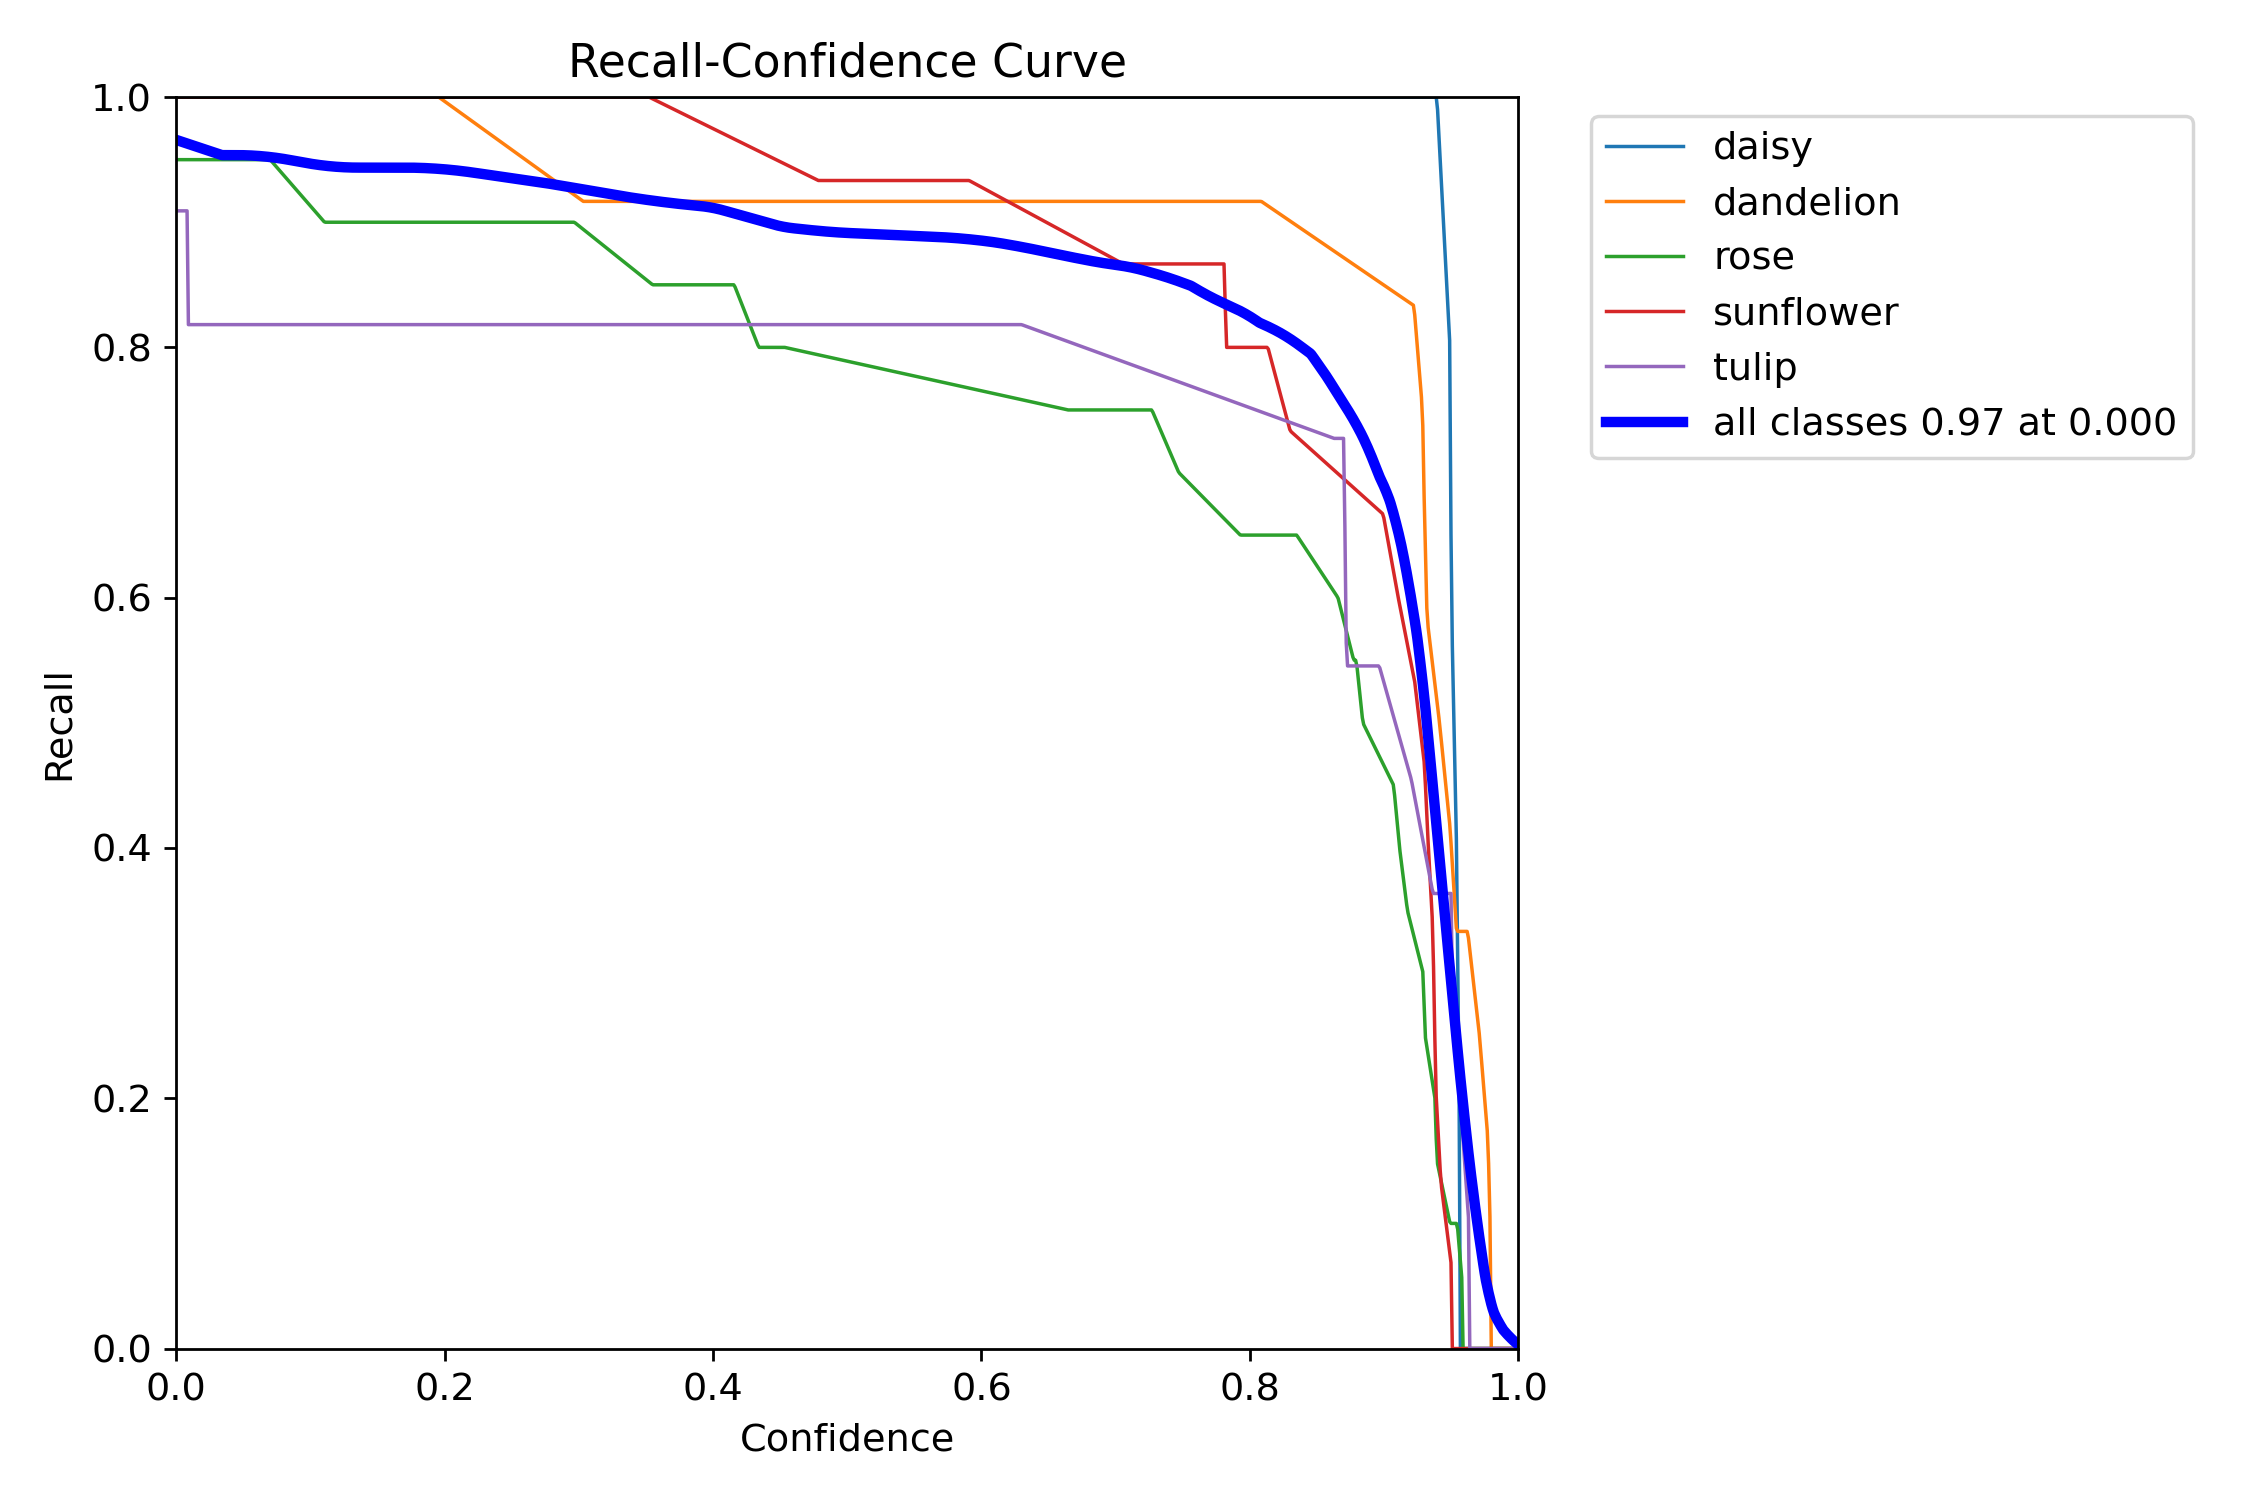 Recall-Confidence Curve
1.0
0.8
0.6
0.4
0.2
0.0
Recall
0.0 0.2 0.4 0.6 0.8 1.0
Confidence
daisy
dandelion
rose
sunflower
tulip
all classes 0.97 at 0.000